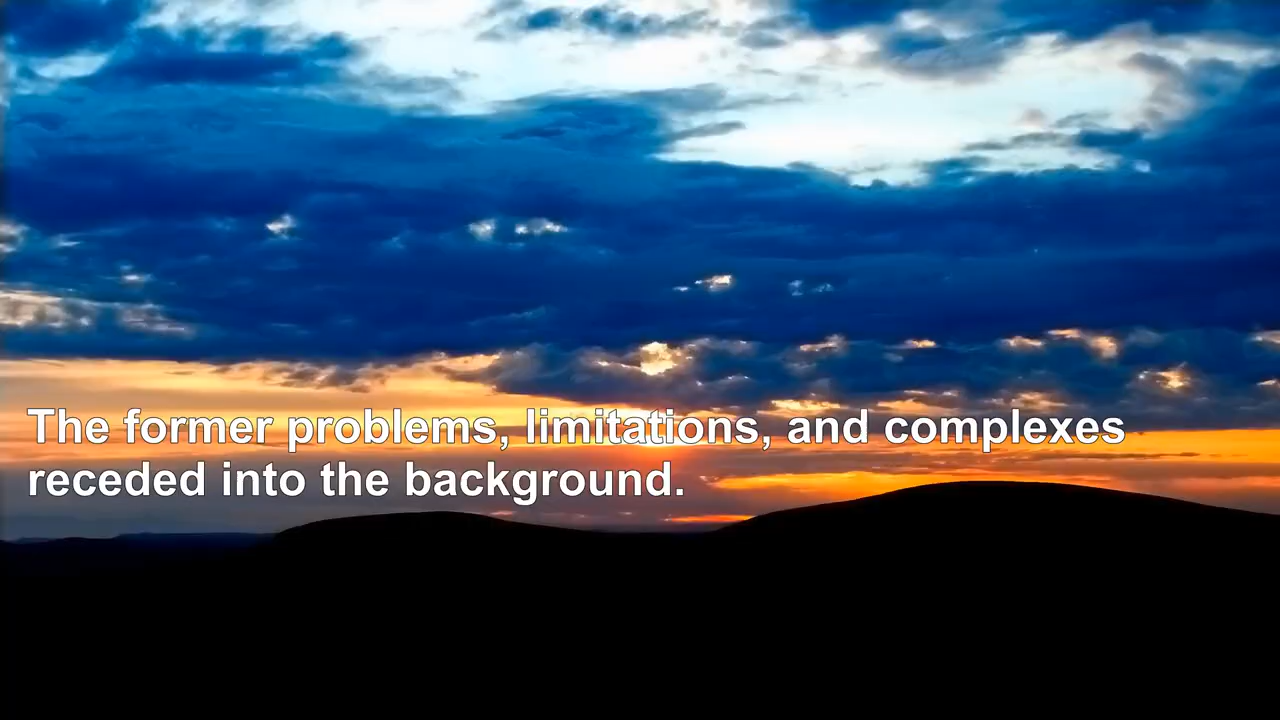 The former problems, limitations, and complexes
receded into the background.